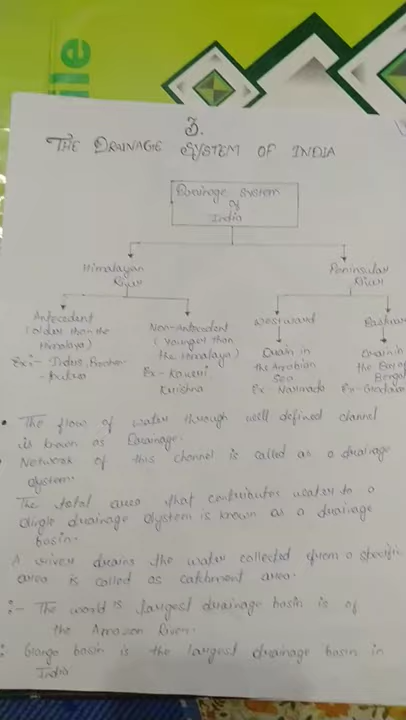 ile
3.
THE DRAINAGE SYSTEM OF INDIA
Drainage System
of
India
Himalayan
River
Peninsular
River
Antecedent
(older than the
Himalaya)
Ex:- Indus,
Non-Antecedent
(Younger than
the Himalaya)
Ex- Kaveri
Krishna
westward
Drain in
the Arabian
Sea
Ex- Narmada
Eastwar
Drain in
the Bay o
Bengal
Ex- Godava
• The flow of water through well defined channel
is known as Drainage.
• Network of this channel is called as a drainage
system.
The total area that contributes water to a
single drainage system is known as a drainage
basin.
A river drains the water collected from a specific
area is called as catchment area.
:- The world is largest drainage basin is of
the Amazon River.
: Ganga basin is the largest drainage basin in
India